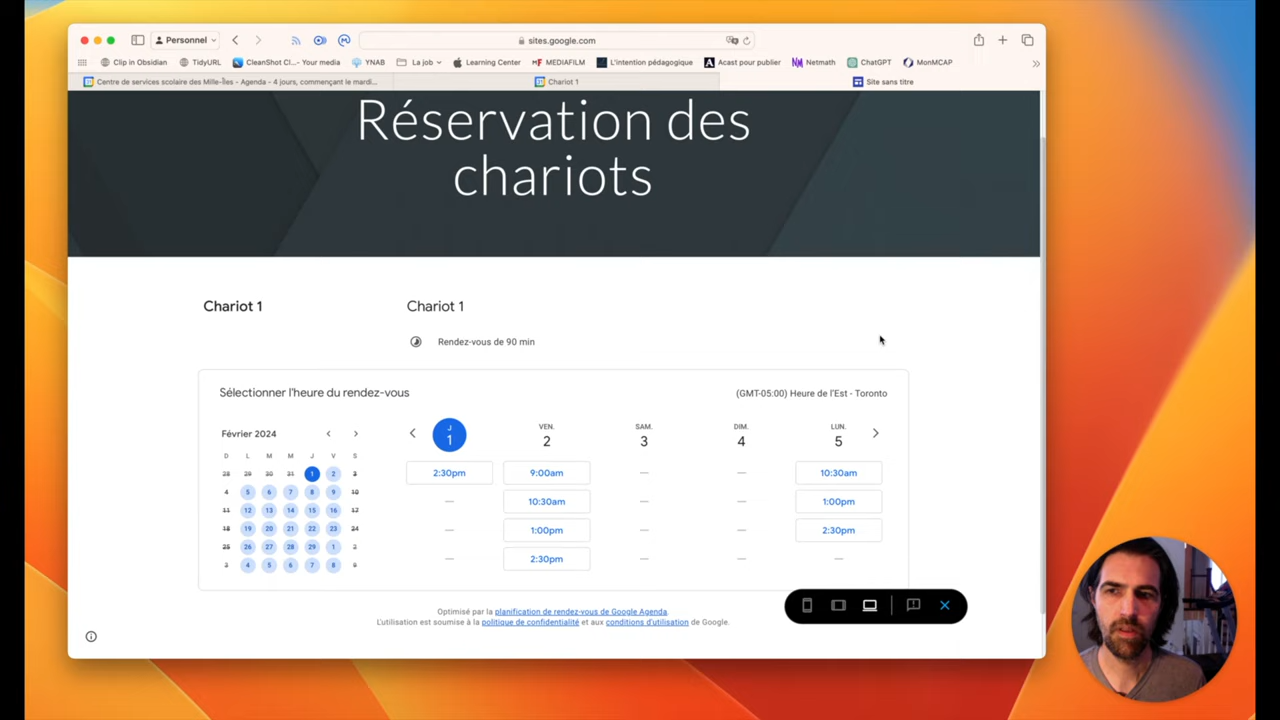 Personnel
sites.google.com
Clip in Obsidian
TidyURL
CleanShot Cl...- Your media
YNAB
La job
Learning Center
MEDIAFILM
L'intention pédagogique
Acast pour publier
Netmath
ChatGPT
MonMCAP
Centre de services scolaire des Mille-Îles - Agenda - 4 jours, commençant le mardi...
Chariot 1
Site sans titre
Réservation des
chariots
Chariot 1
Chariot 1
Rendez-vous de 90 min
Sélectionner l'heure du rendez-vous
(GMT-05:00) Heure de l'Est - Toronto
Février 2024
D L M M J V S
28 29 30 31 1 2 3
4 5 6 7 8 9 10
11 12 13 14 15 16 17
18 19 20 21 22 23 24
25 26 27 28 29 1 2
3 4 5 6 7 8 9
J VEN. SAM. DIM. LUN.
1 2 3 4 5
2:30pm 9:00am — — 10:30am
— 10:30am — — 1:00pm
— 1:00pm — — 2:30pm
— 2:30pm — — —
Optimisé par la planification de rendez-vous de Google Agenda.
L'utilisation est soumise à la politique de confidentialité et aux conditions d'utilisation de Google.